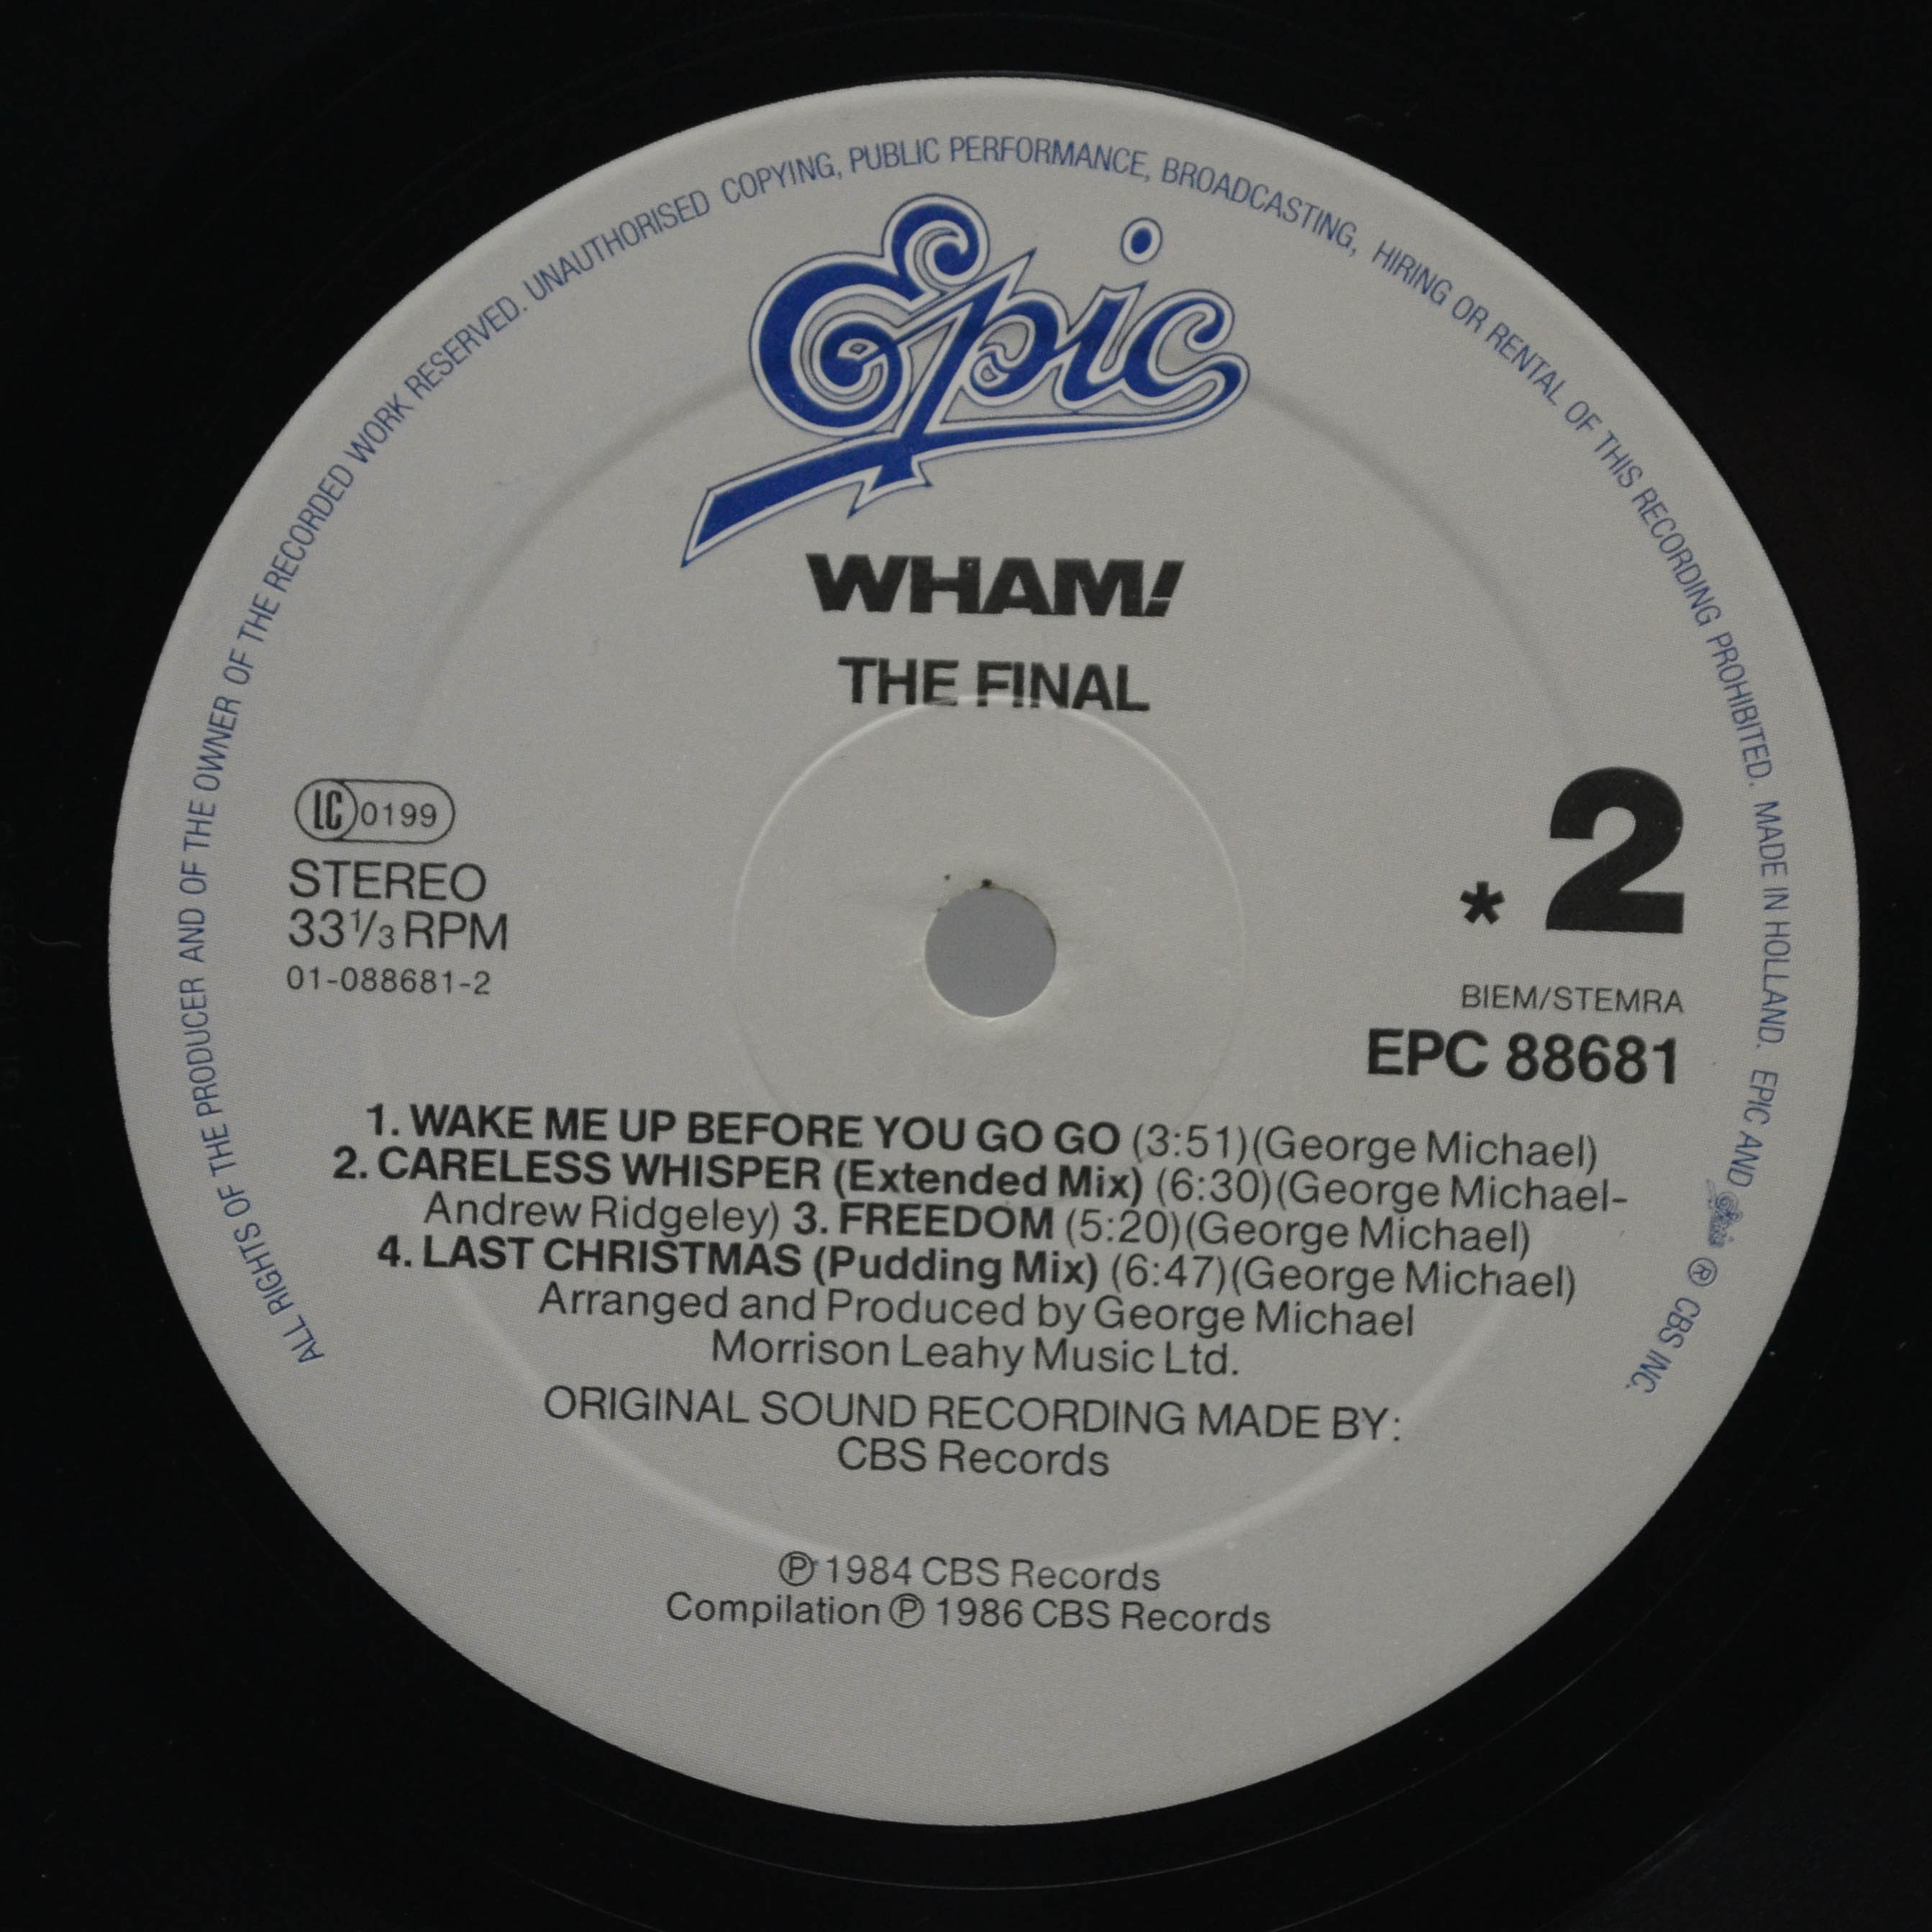 ALL RIGHTS OF THE PRODUCER AND OF THE OWNER OF THE RECORDED WORK RESERVED. UNAUTHORISED COPYING, PUBLIC PERFORMANCE, BROADCASTING, HIRING OR RENTAL OF THIS RECORDING PROHIBITED. MADE IN HOLLAND. EPIC AND Epic ® CBS INC.
Epic
WHAM!
THE FINAL
LC 0199
STEREO
33 1/3 RPM
01-088681-2
* 2
BIEM/STEMRA
EPC 88681
1. WAKE ME UP BEFORE YOU GO GO (3:51)(George Michael)
2. CARELESS WHISPER (Extended Mix) (6:30)(George Michael-
Andrew Ridgeley) 3. FREEDOM (5:20)(George Michael)
4. LAST CHRISTMAS (Pudding Mix) (6:47)(George Michael)
Arranged and Produced by George Michael
Morrison Leahy Music Ltd.
ORIGINAL SOUND RECORDING MADE BY:
CBS Records
℗ 1984 CBS Records
Compilation ℗ 1986 CBS Records